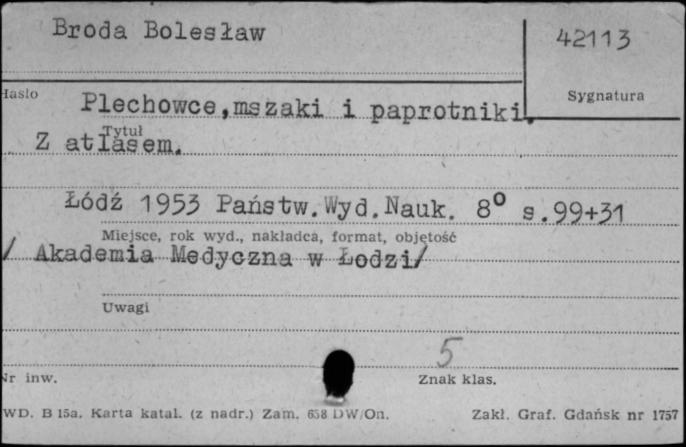 Broda Bolesław
42113
Hasło
Sygnatura
Plechowce, mszaki i paprotniki.
Tytuł
Z atlasem.
Łódź 1953 Państw. Wyd. Nauk. 8° s. 99+31
Miejsce, rok wyd., nakładca, format, objętość
/ Akademia Medyczna w Łodzi/
Uwagi
5
Nr inw.
Znak klas.
WD. B 15a. Karta katal. (z nadr.) Zam. 658 DW/On.
Zakł. Graf. Gdańsk nr 1757